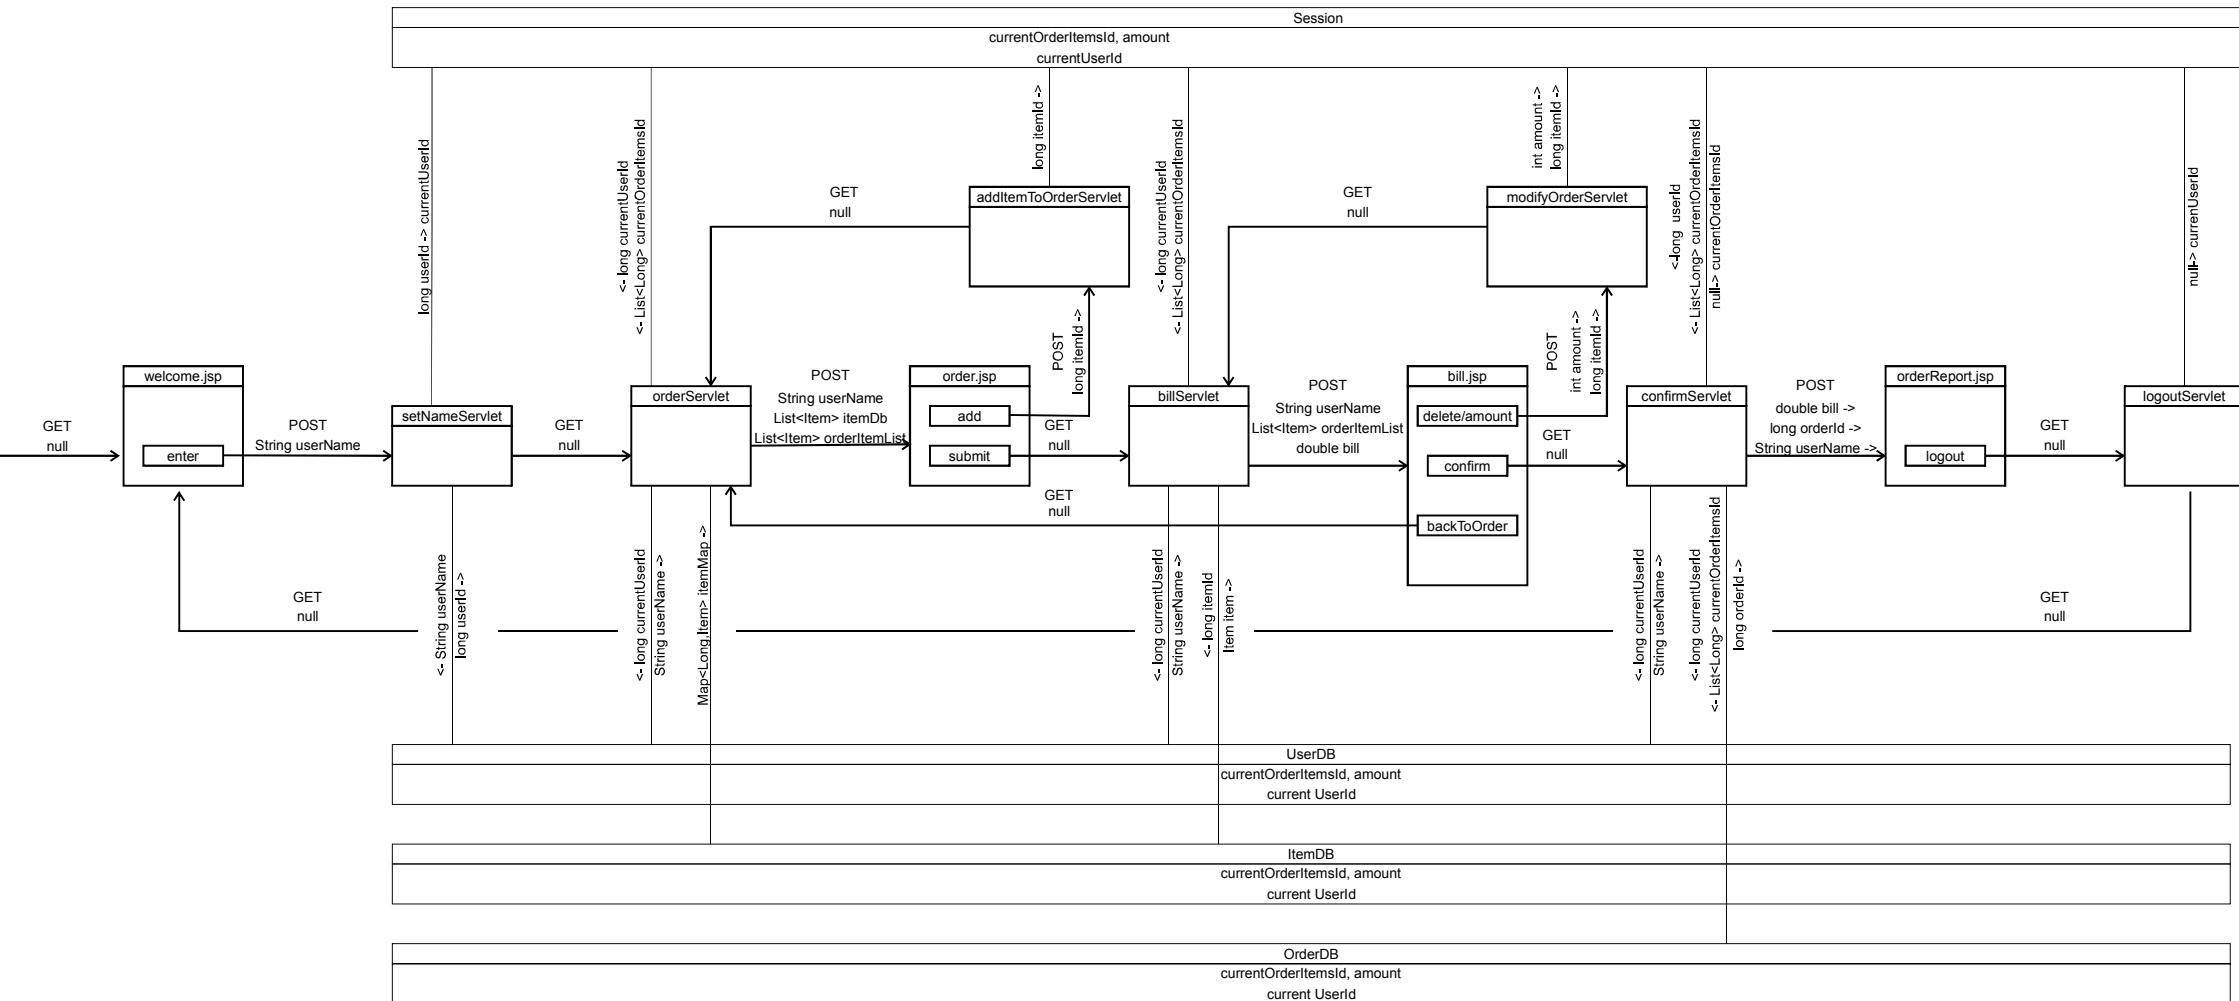 Session
currentOrderItemsId, amount
currentUserId
long userId -> currentUserId
<- long currentUserId
<- List<Long> currentOrderItemsId
long itemId ->
<- long currentUserId
<- List<Long> currentOrderItemsId
int amount ->
long itemId ->
<-long userId
<- List<Long> currentOrderItemsId
null-> currentOrderItemsId
null-> currenUserId
GET
null
addItemToOrderServlet
GET
null
modifyOrderServlet
POST
long itemId ->
POST
int amount ->
long itemId ->
GET
null
welcome.jsp
enter
POST
String userName
setNameServlet
GET
null
orderServlet
POST
String userName
List<Item> itemDb
List<Item> orderItemList
order.jsp
add
submit
GET
null
billServlet
POST
String userName
List<Item> orderItemList
double bill
bill.jsp
delete/amount
confirm
backToOrder
GET
null
confirmServlet
POST
double bill ->
long orderId ->
String userName ->
orderReport.jsp
logout
GET
null
logoutServlet
GET
null
GET
null
<- String userName
long userId ->
<- long currentUserId
String userName ->
Map<Long,Item> itemMap ->
<- long currentUserId
String userName ->
<- long itemId
Item item ->
<- long currentUserId
String userName ->
<- long currentUserId
<- List<Long> currentOrderItemsId
long orderId ->
GET
null
UserDB
currentOrderItemsId, amount
current UserId
ItemDB
currentOrderItemsId, amount
current UserId
OrderDB
currentOrderItemsId, amount
current UserId